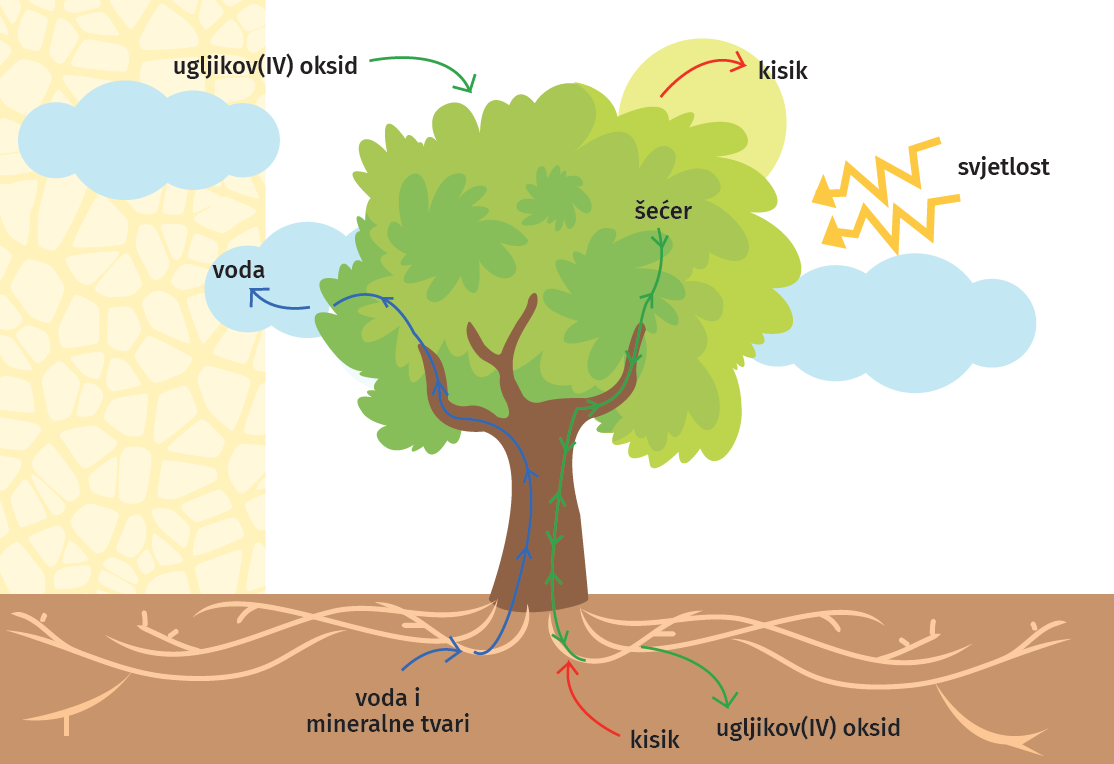 ugljikov(IV) oksid
kisik
svjetlost
šećer
voda
voda i
mineralne tvari
kisik
ugljikov(IV) oksid